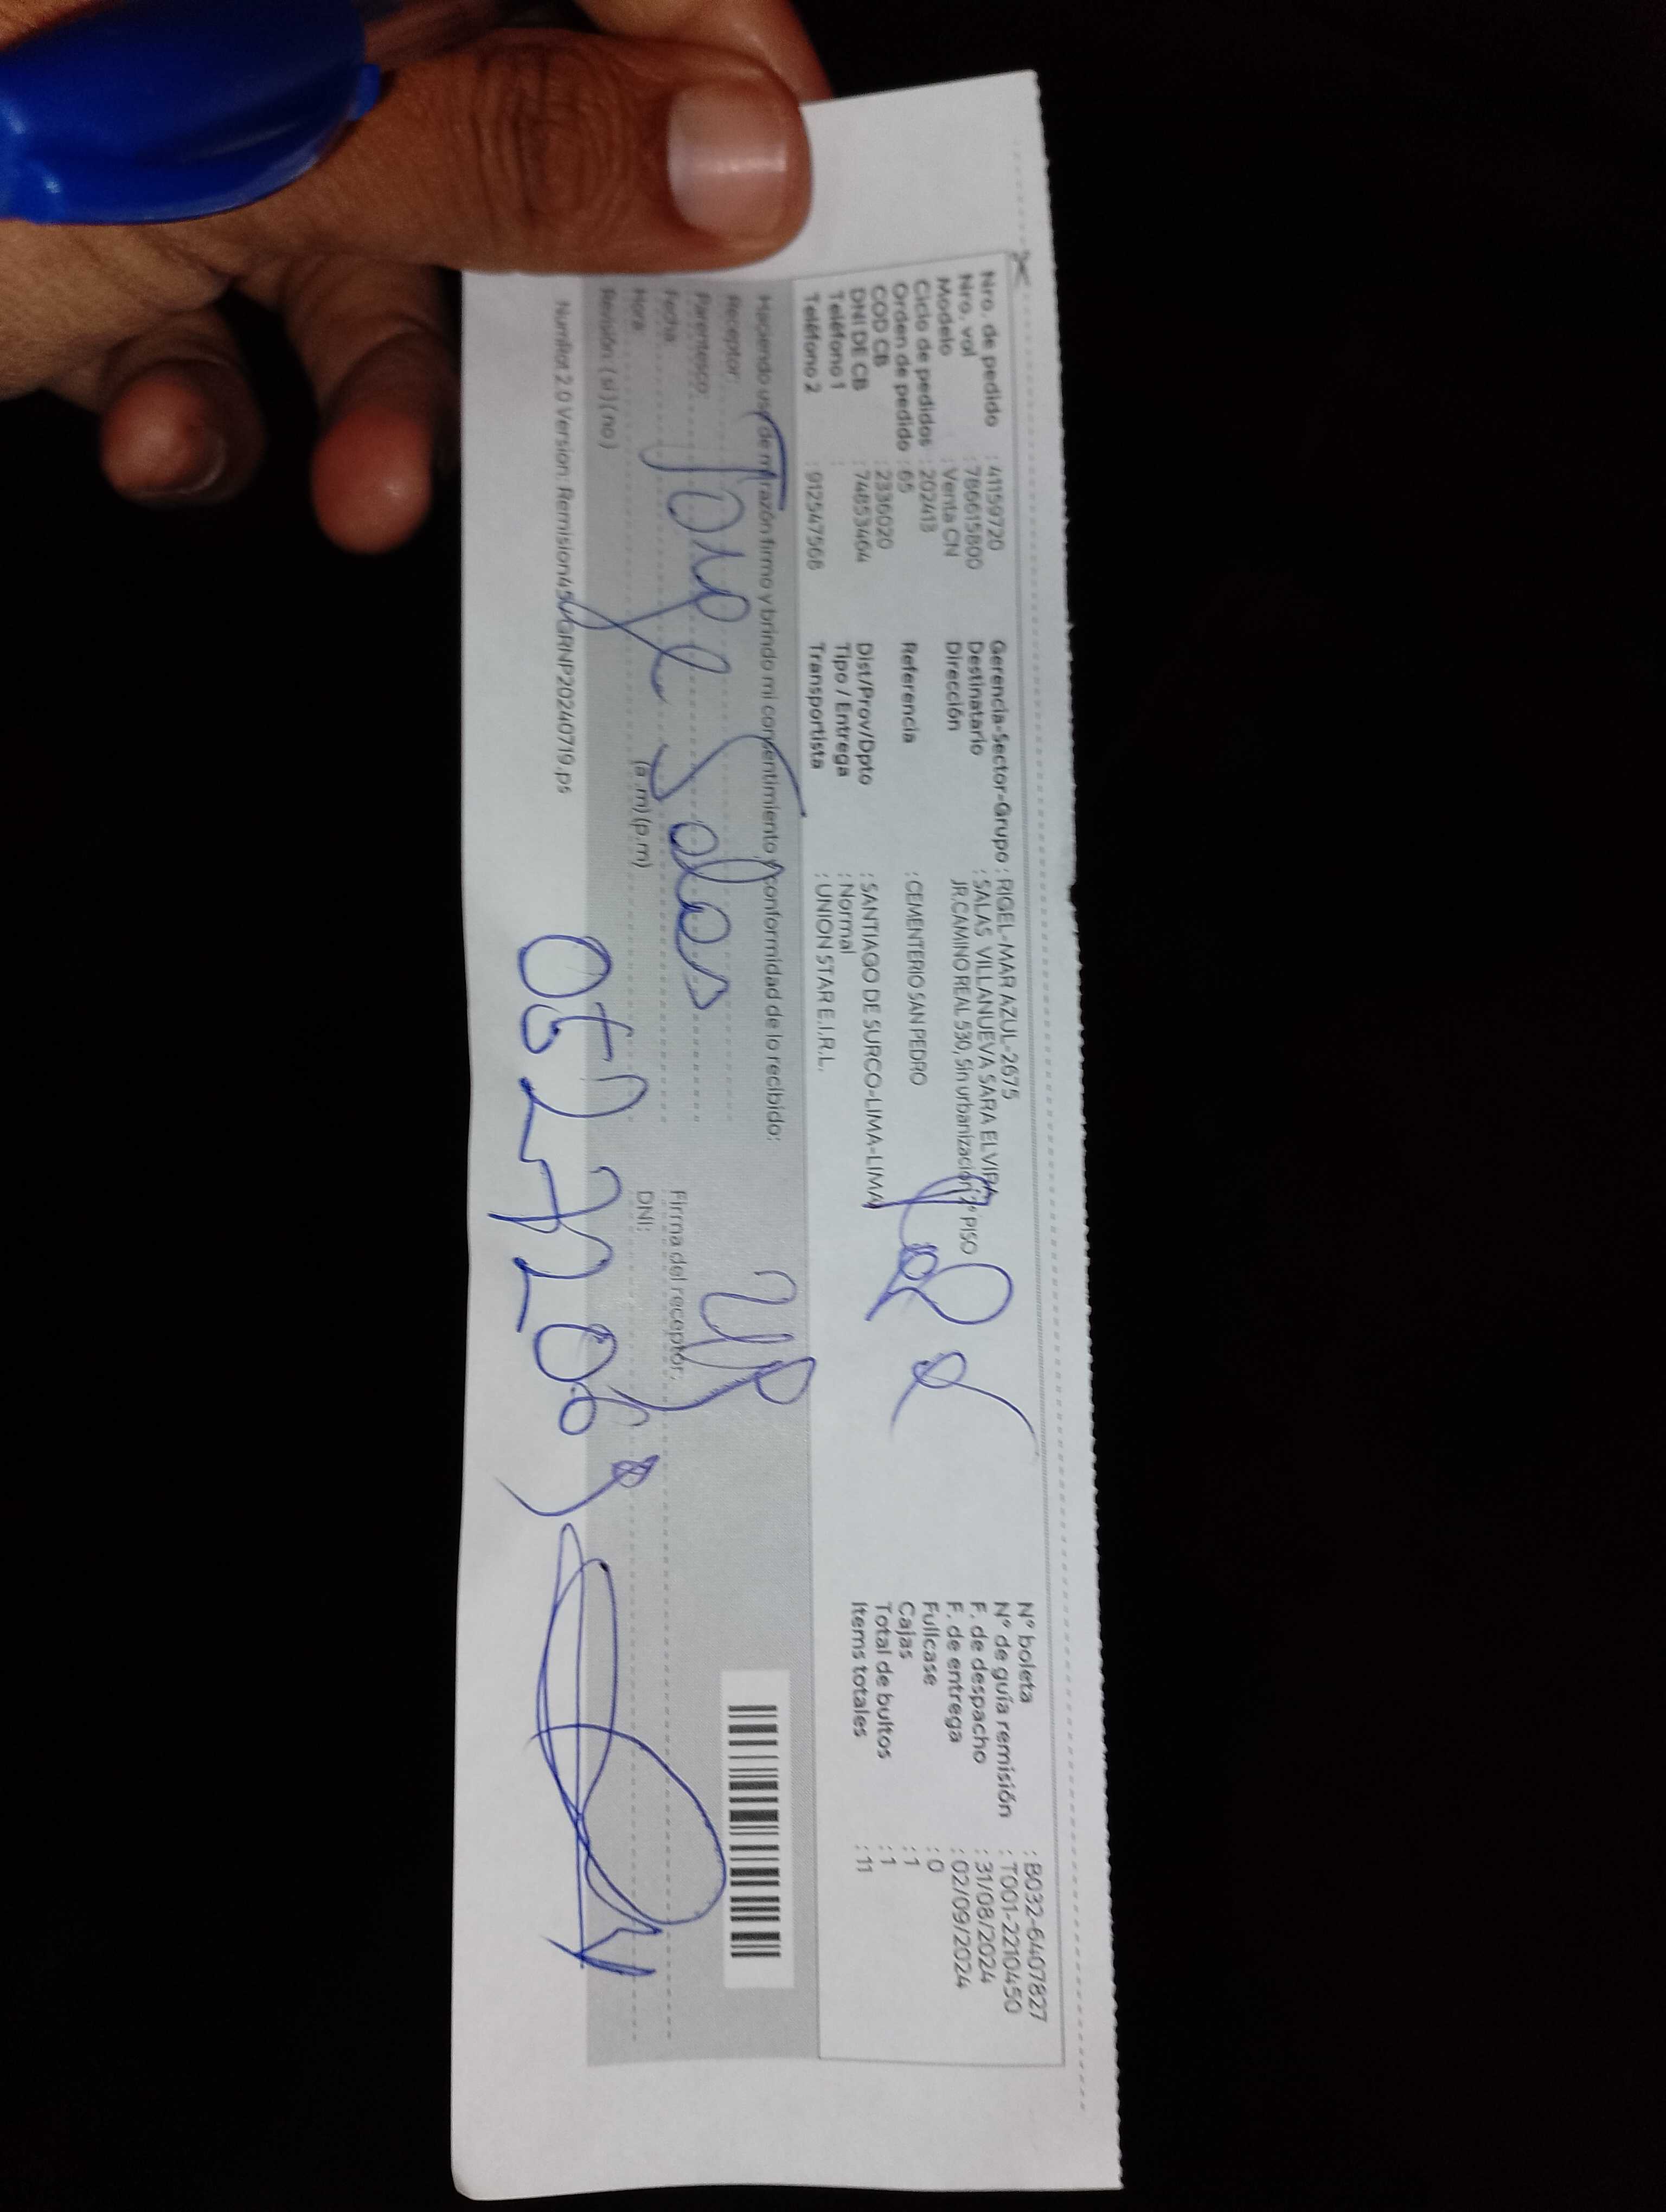 Nro. de pedido : 41159720
Nro. vol : 786615800
Modelo : Venta CN
Ciclo de pedidos : 202413
Orden de pedido : 65
COD CB : 2336020
DNI DE CB : 74853464
Teléfono 1 :
Teléfono 2 : 912547568
Gerencia-Sector-Grupo : RIGEL-MAR AZUL-2675
Destinatario : SALAS VILLANUEVA SARA ELVIRA
Dirección JR.CAMINO REAL 530, Sin urbanización 2° PISO
Referencia : CEMENTERIO SAN PEDRO
Dist/Prov/Dpto : SANTIAGO DE SURCO-LIMA-LIMA
Tipo / Entrega : Normal
Transportista : UNION STAR E.I.R.L.
N° boleta : B032-6407827
N° de guía remisión : T001-2210450
F. de despacho : 31/08/2024
F. de entrega : 02/09/2024
Fullcase : 0
Cajas : 1
Total de bultos : 1
Items totales : 11
Haciendo uso de mi razón firmo y brindo mi consentimiento y conformidad de lo recibido:
Receptor:
Parentesco:
Fecha
Hora (a.m) (p.m)
Revisión: (si) (no)
Jorge Salas
Firma del receptor:
DNI:
NumRot 2.0 Version: Remision45VGRNP20240719.ps